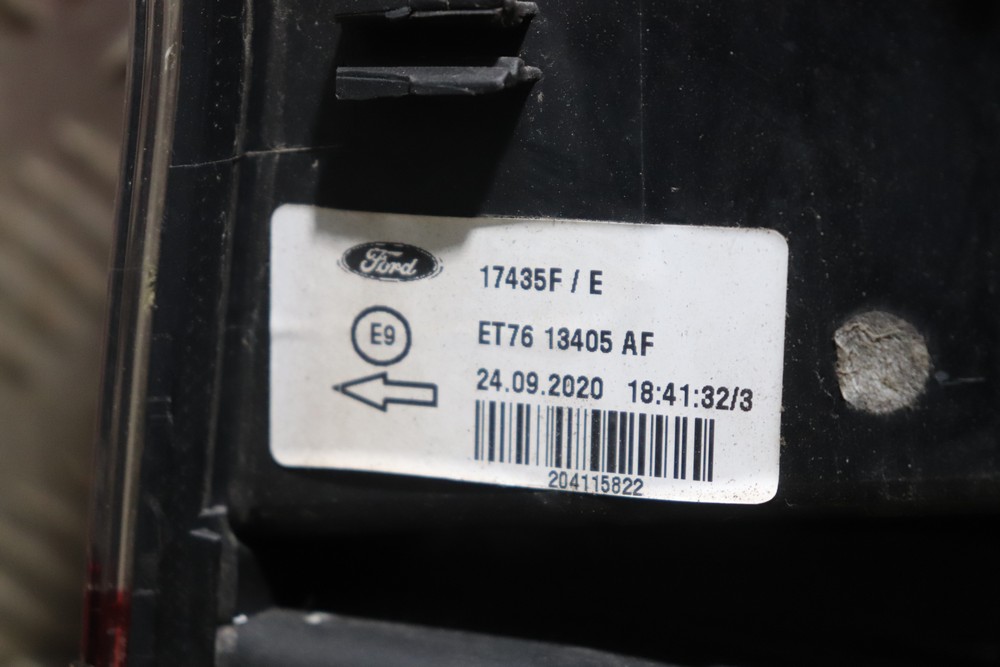 Ford
17435F / E
E9
ET76 13405 AF
24.09.2020 18:41:32/3
204115822